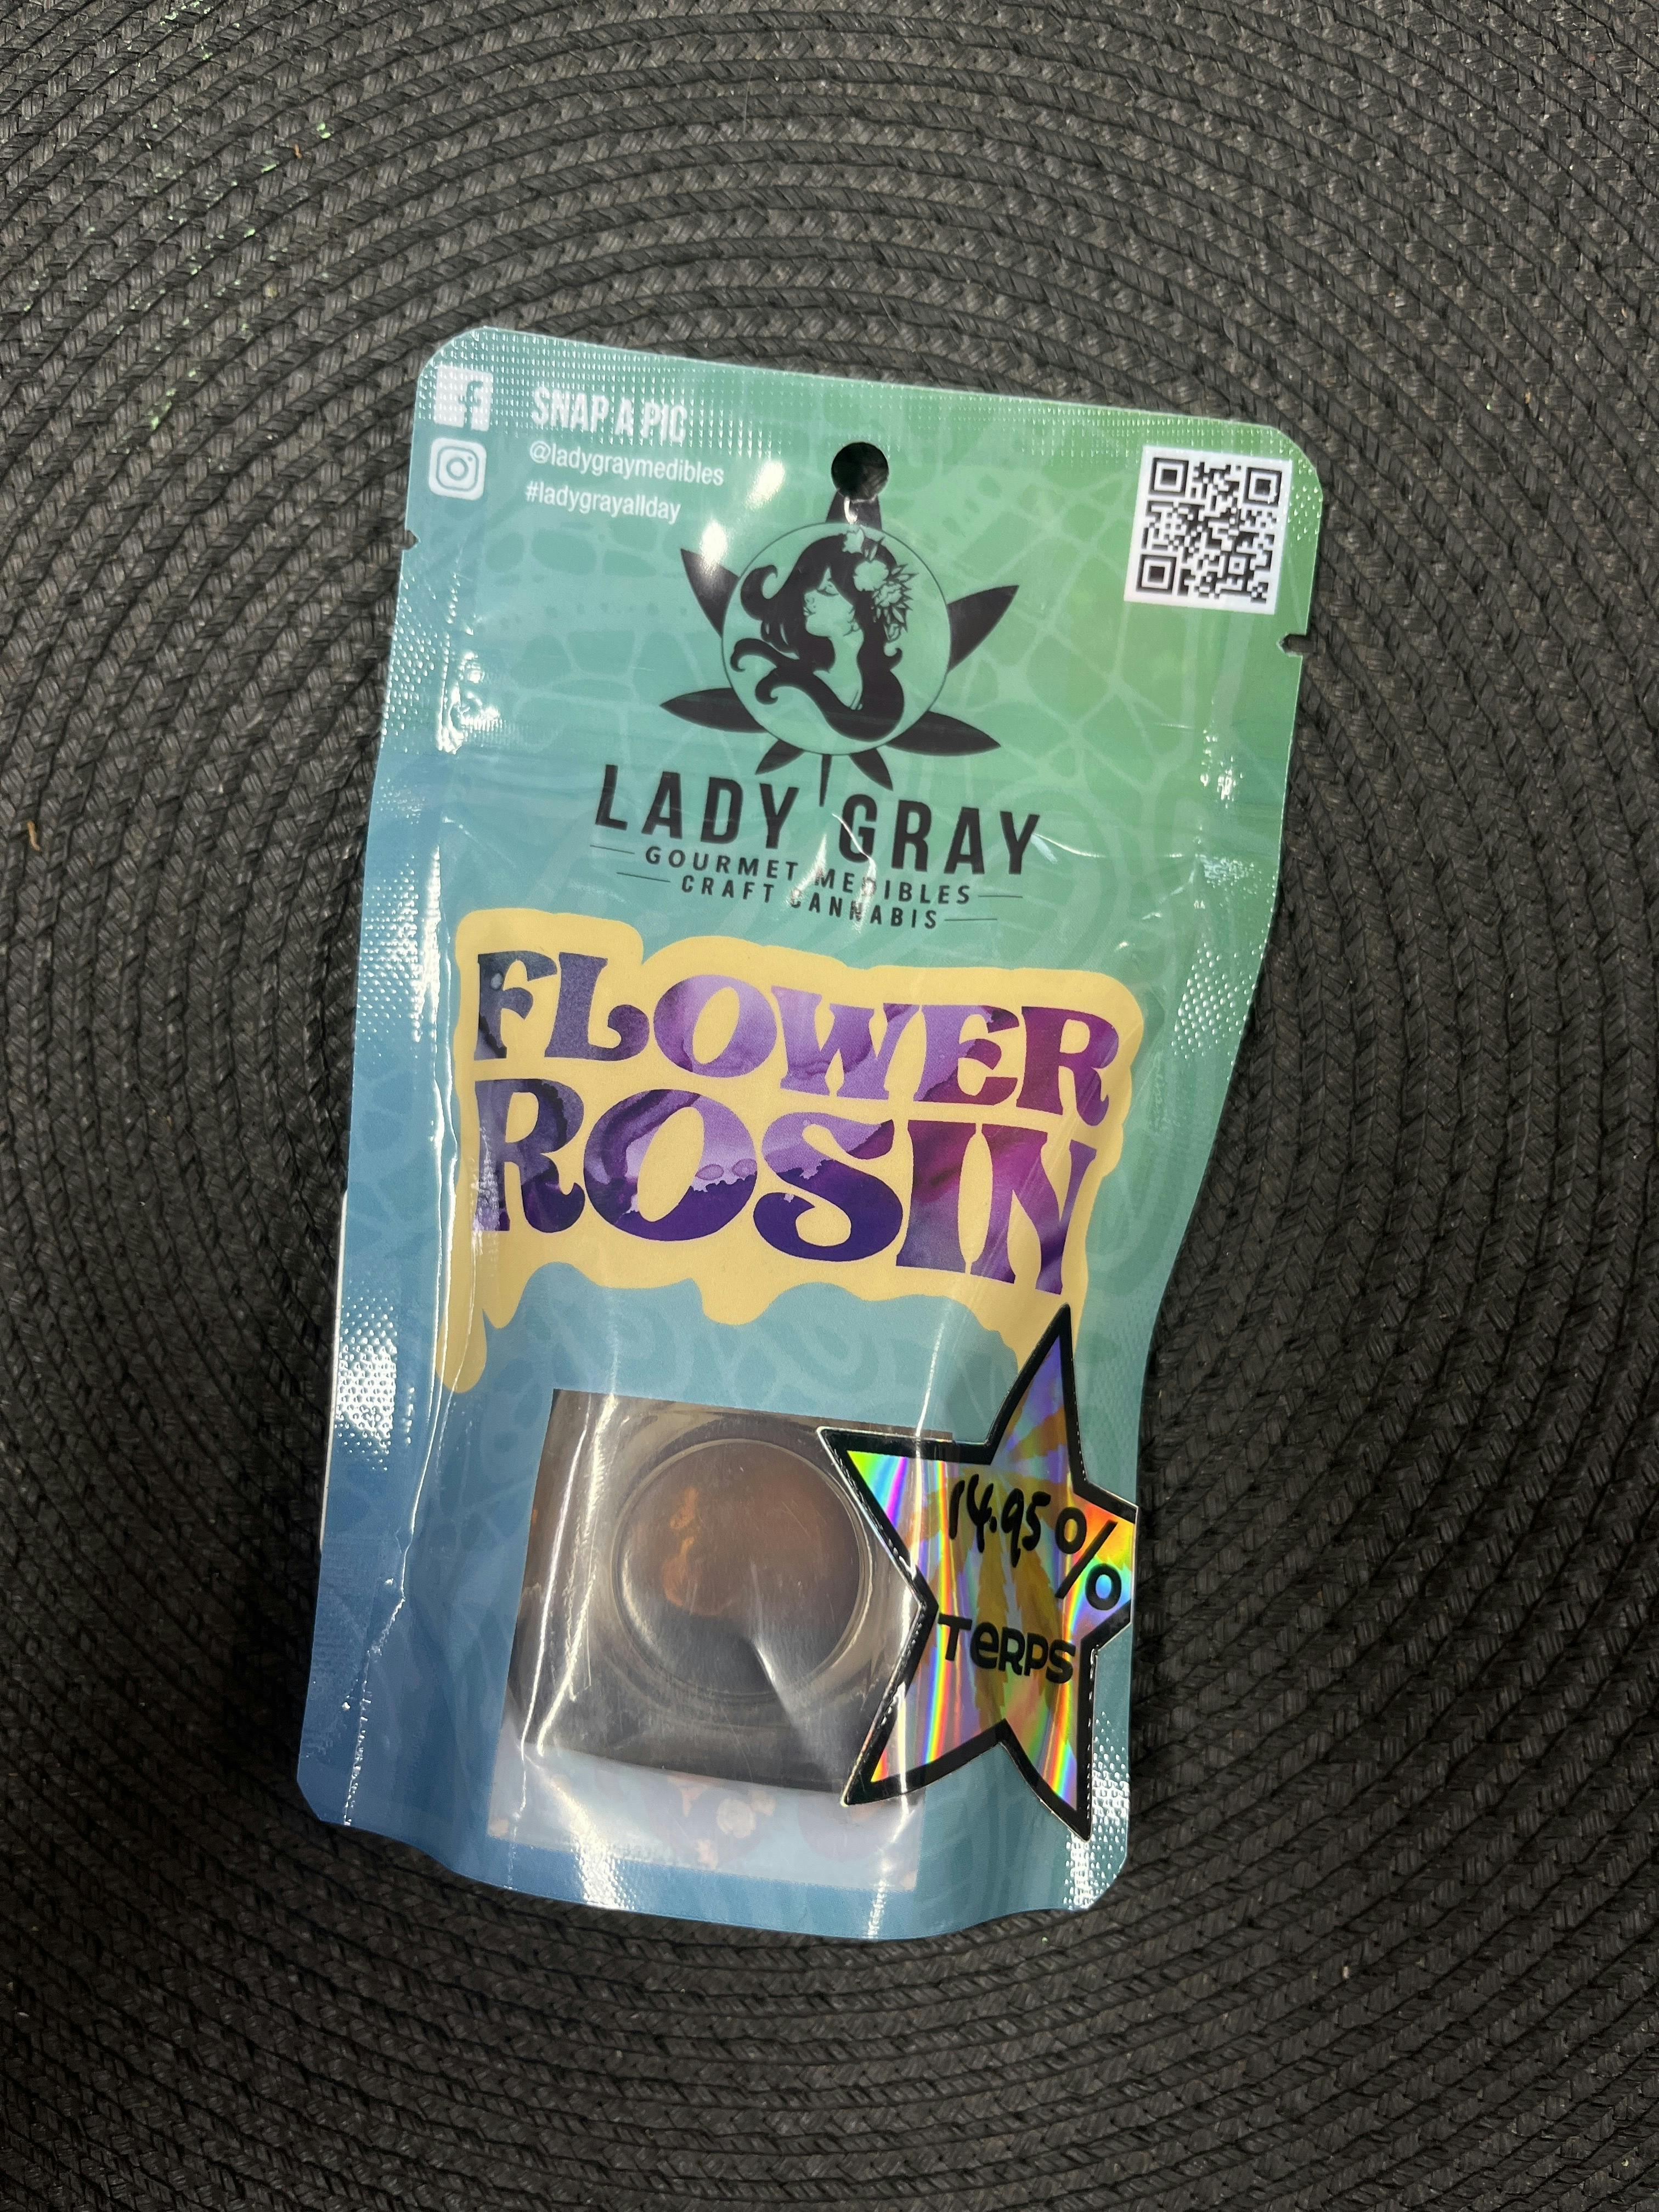 SNAP A PIC
@ladygraymedibles
#ladygrayallday
LADY GRAY
GOURMET MEDIBLES
CRAFT CANNABIS
FLOWER
ROSIN
14.95%
TERPS